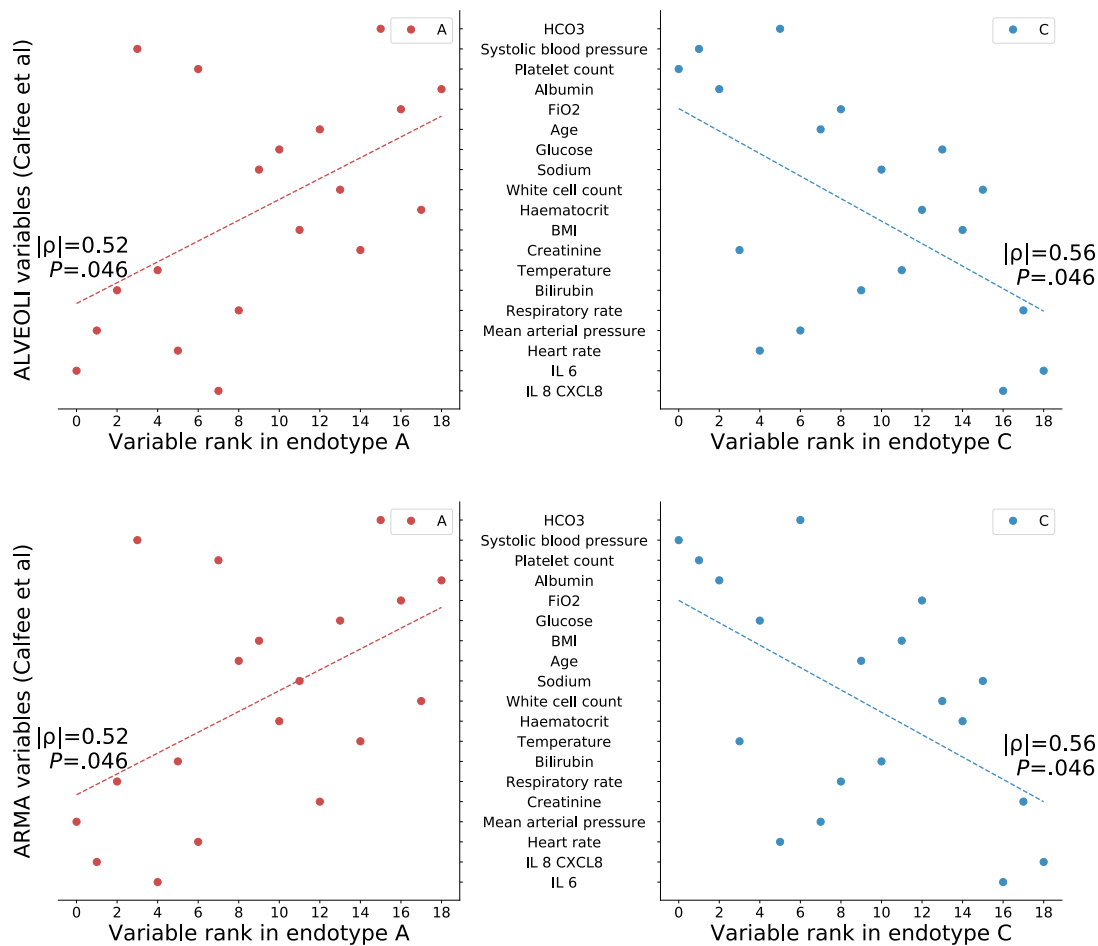 ALVEOLI variables (Calfee et al)
A
|ρ|=0.52
P=.046
0 2 4 6 8 10 12 14 16 18
Variable rank in endotype A
HCO3
Systolic blood pressure
Platelet count
Albumin
FiO2
Age
Glucose
Sodium
White cell count
Haematocrit
BMI
Creatinine
Temperature
Bilirubin
Respiratory rate
Mean arterial pressure
Heart rate
IL 6
IL 8 CXCL8
C
|ρ|=0.56
P=.046
0 2 4 6 8 10 12 14 16 18
Variable rank in endotype C
ARMA variables (Calfee et al)
A
|ρ|=0.52
P=.046
0 2 4 6 8 10 12 14 16 18
Variable rank in endotype A
HCO3
Systolic blood pressure
Platelet count
Albumin
FiO2
Glucose
BMI
Age
Sodium
White cell count
Haematocrit
Temperature
Bilirubin
Respiratory rate
Creatinine
Mean arterial pressure
Heart rate
IL 8 CXCL8
IL 6
C
|ρ|=0.56
P=.046
0 2 4 6 8 10 12 14 16 18
Variable rank in endotype C